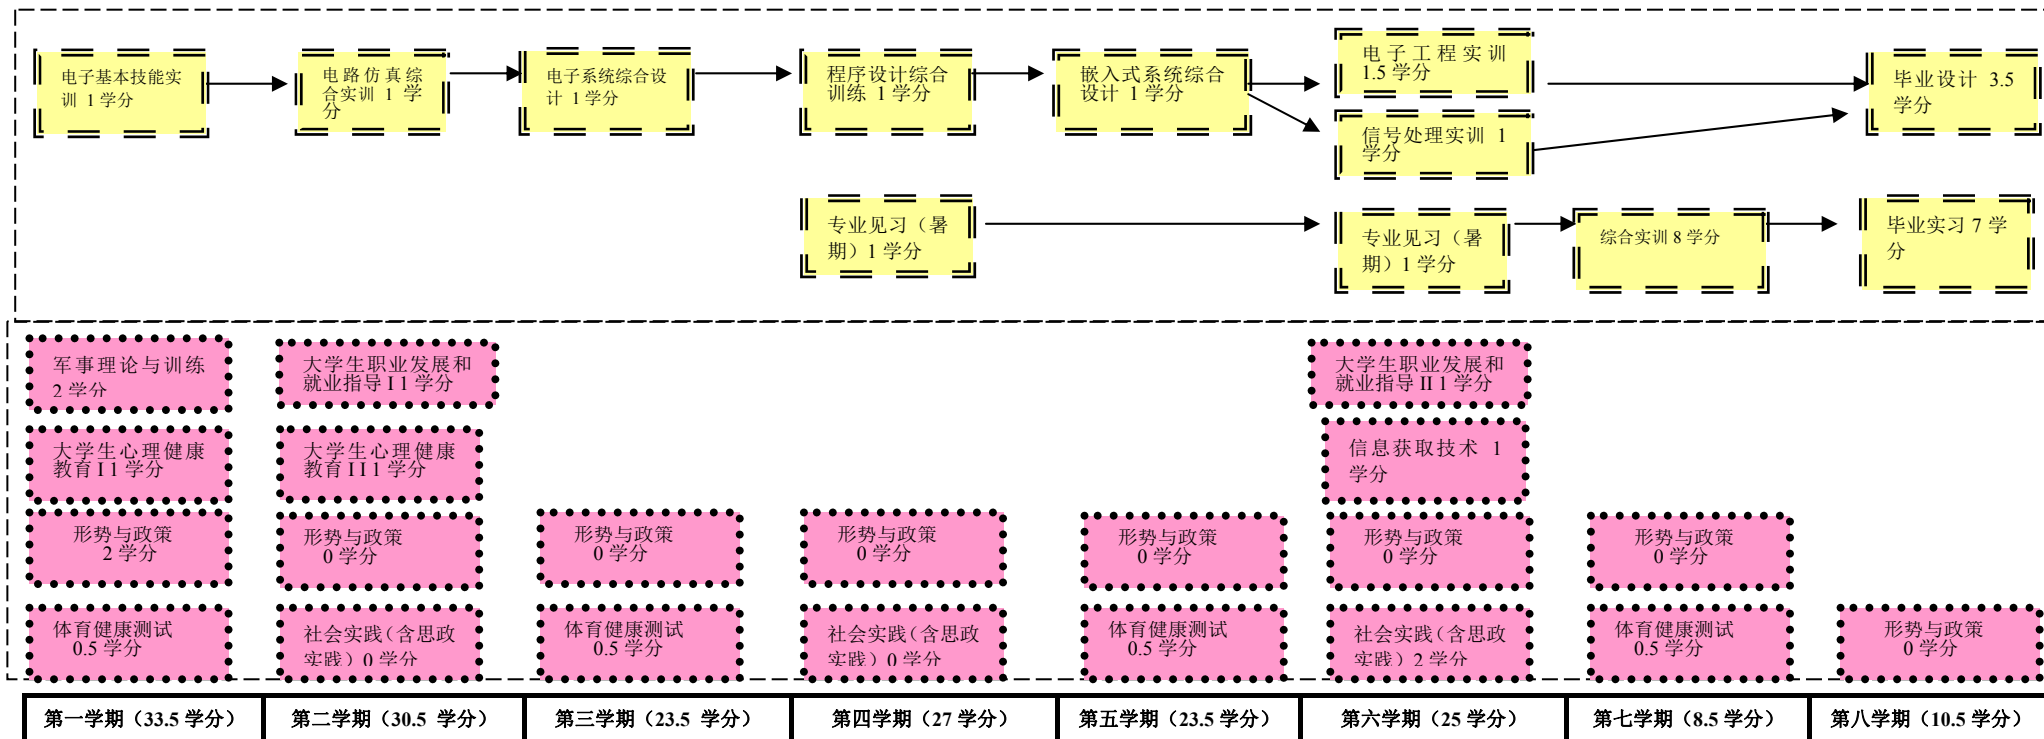 电子基本技能实
训 1 学分
电路仿真综
合实训 1 学
分
电子系统综合设
计 1 学分
程序设计综合
训练 1 学分
嵌入式系统综合
设计 1 学分
电子工程实训
1.5 学分
信号处理实训 1
学分
毕业设计 3.5
学分
专业见习（暑
期）1 学分
专业见习（暑
期）1 学分
综合实训 8 学分
毕业实习 7 学
分
军事理论与训练
2 学分
大学生职业发展和
就业指导 I 1 学分
大学生职业发展和
就业指导 II 1 学分
大学生心理健康
教育 I 1 学分
大学生心理健康
教育 I I 1 学分
信息获取技术 1
学分
形势与政策
2 学分
形势与政策
0 学分
形势与政策
0 学分
形势与政策
0 学分
形势与政策
0 学分
形势与政策
0 学分
形势与政策
0 学分
体育健康测试
0.5 学分
社会实践（含思政
实践）0 学分
体育健康测试
0.5 学分
社会实践（含思政
实践）0 学分
体育健康测试
0.5 学分
社会实践（含思政
实践）2 学分
体育健康测试
0.5 学分
形势与政策
0 学分
第一学期（33.5 学分）
第二学期（30.5 学分）
第三学期（23.5 学分）
第四学期（27 学分）
第五学期（23.5 学分）
第六学期（25 学分）
第七学期（8.5 学分）
第八学期（10.5 学分）